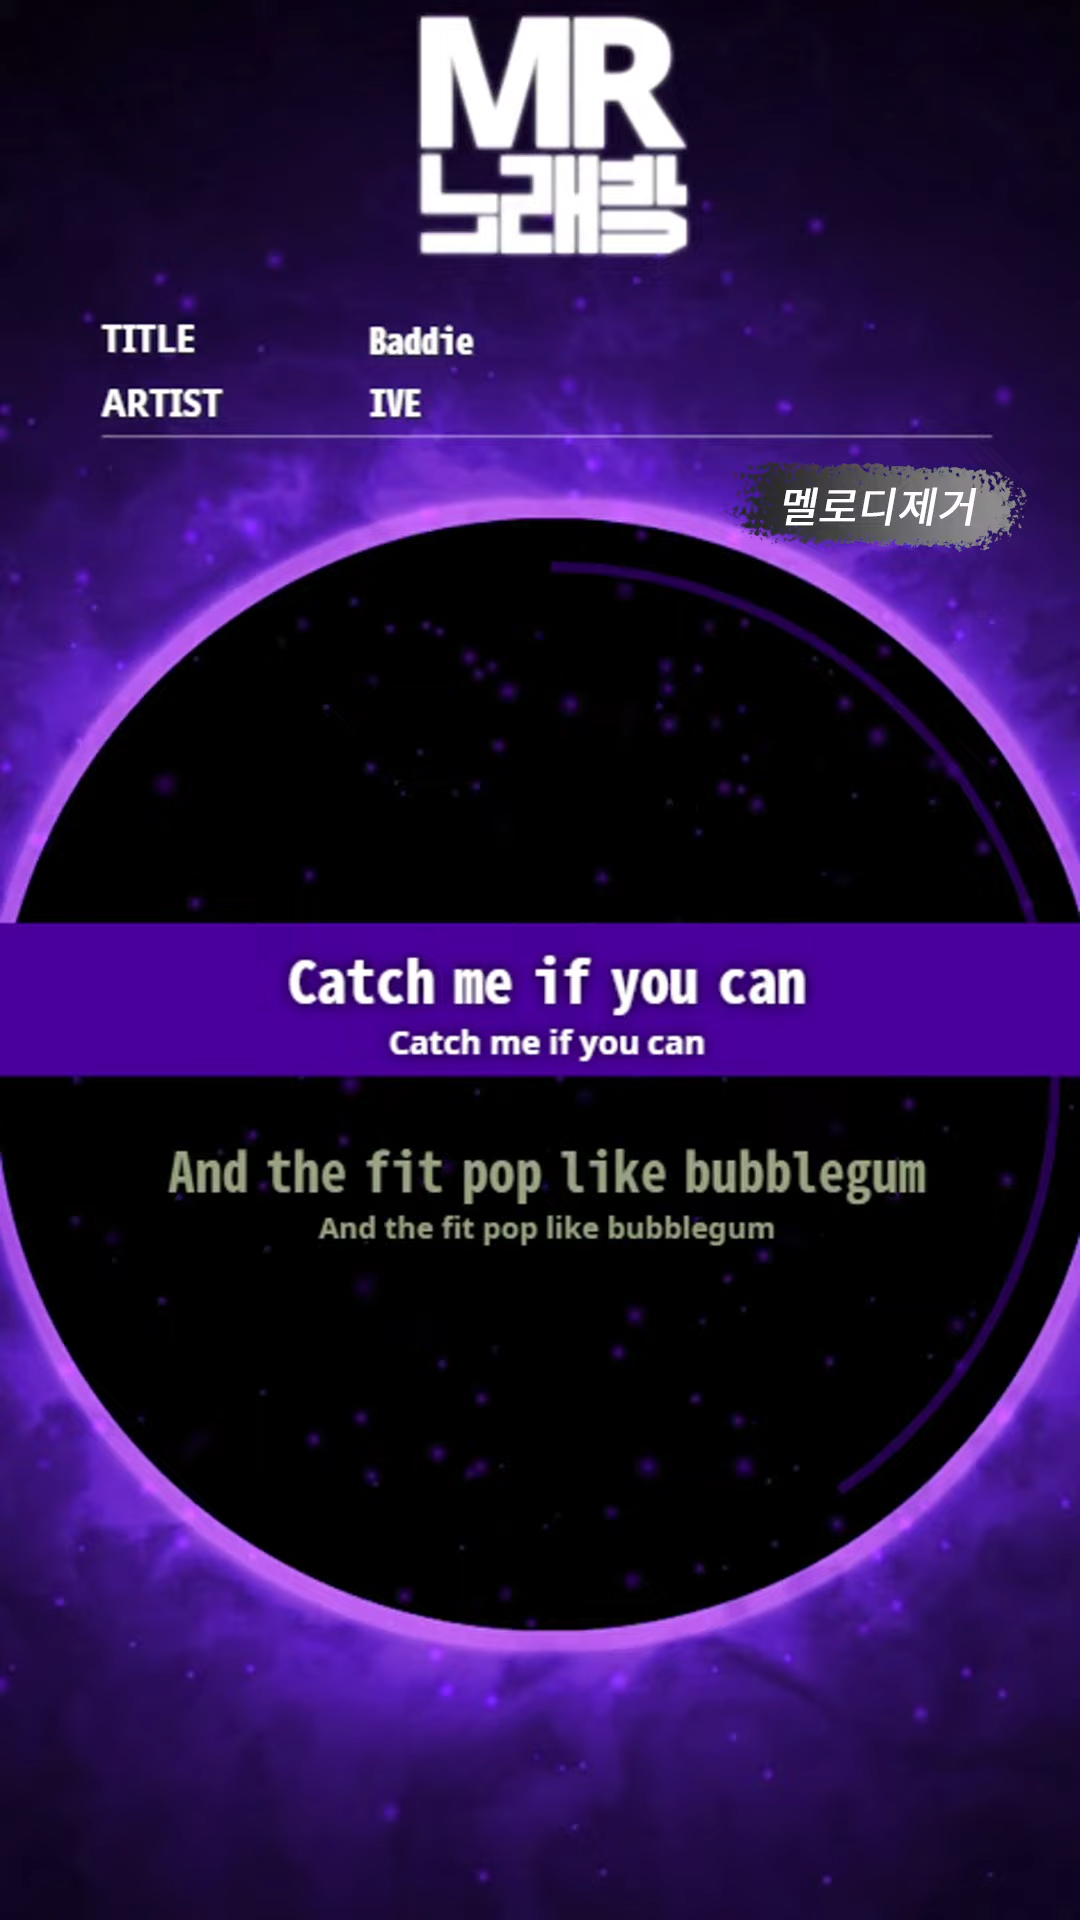 MR
노래방
TITLE Baddie
ARTIST IVE
멜로디제거
Catch me if you can
Catch me if you can
And the fit pop like bubblegum
And the fit pop like bubblegum